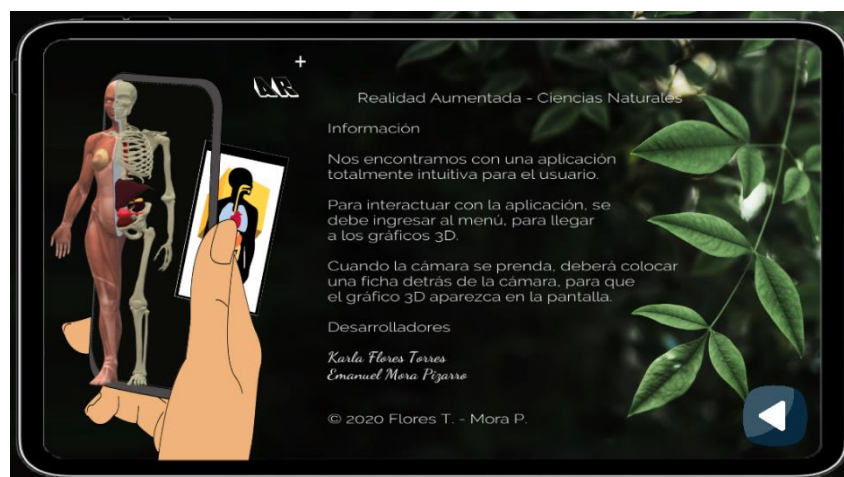 AR
Realidad Aumentada - Ciencias Naturales
Información
Nos encontramos con una aplicación
totalmente intuitiva para el usuario.
Para interactuar con la aplicación, se
debe ingresar al menú, para llegar
a los gráficos 3D.
Cuando la cámara se prenda, deberá colocar
una ficha detrás de la cámara, para que
el gráfico 3D aparezca en la pantalla.
Desarrolladores
Karla Flores Torres
Emanuel Mora Pizarro
© 2020 Flores T. - Mora P.